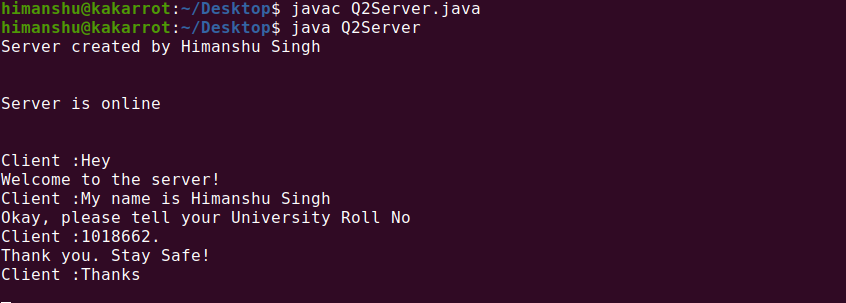 himanshu@kakarrot:~/Desktop$ javac Q2Server.java
himanshu@kakarrot:~/Desktop$ java Q2Server
Server created by Himanshu Singh
Server is online
Client :Hey
Welcome to the server!
Client :My name is Himanshu Singh
Okay, please tell your University Roll No
Client :1018662.
Thank you. Stay Safe!
Client :Thanks